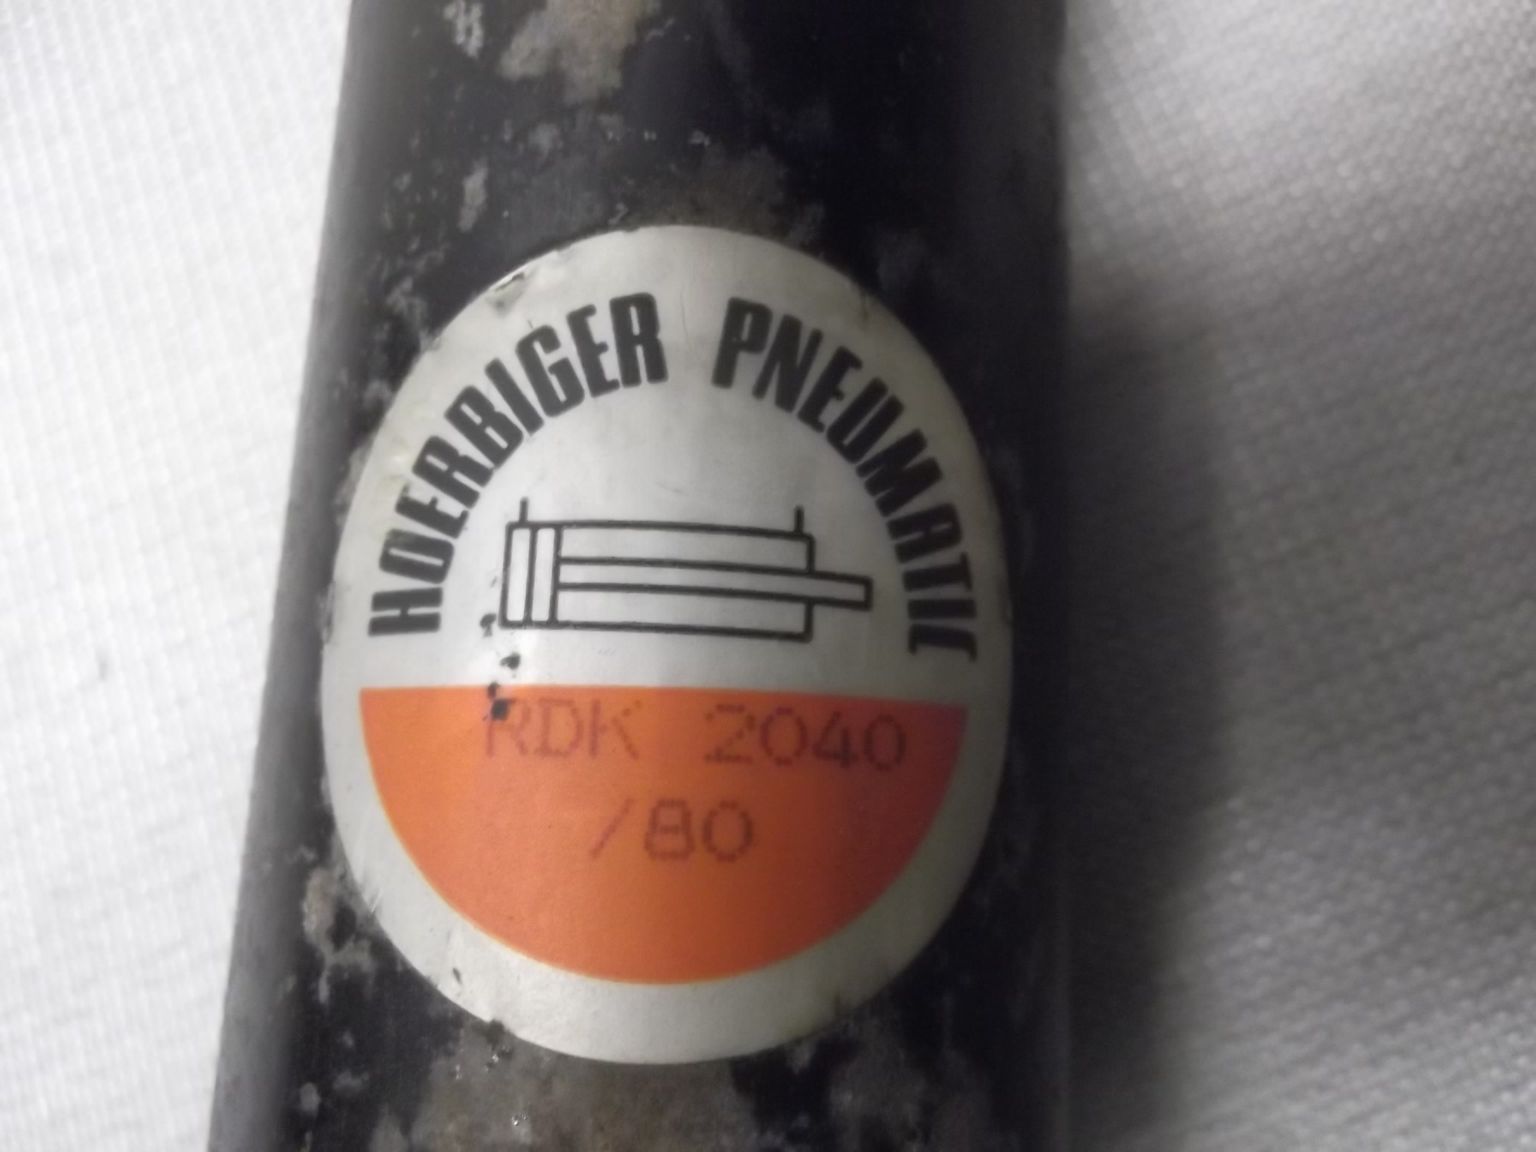 HOERBIGER PNEUMATIC
RDK 2040
/80